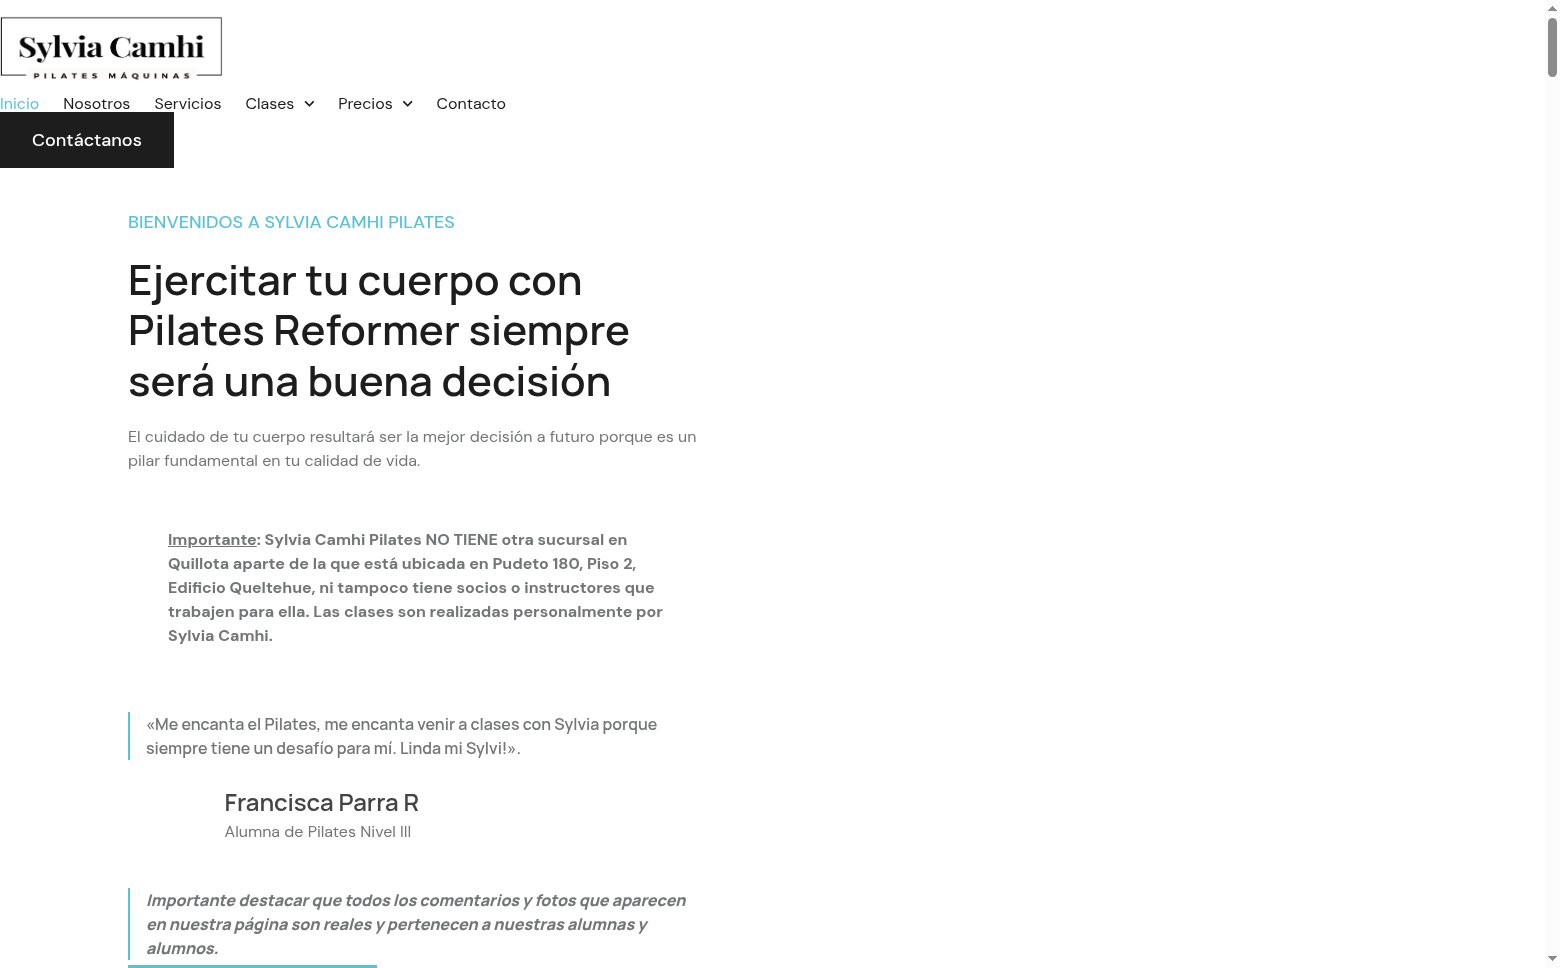 Sylvia Camhi
PILATES MÁQUINAS
Inicio Nosotros Servicios Clases Precios Contacto
Contáctanos
BIENVENIDOS A SYLVIA CAMHI PILATES
Ejercitar tu cuerpo con
Pilates Reformer siempre
será una buena decisión
El cuidado de tu cuerpo resultará ser la mejor decisión a futuro porque es un
pilar fundamental en tu calidad de vida.
Importante: Sylvia Camhi Pilates NO TIENE otra sucursal en
Quillota aparte de la que está ubicada en Pudeto 180, Piso 2,
Edificio Queltehue, ni tampoco tiene socios o instructores que
trabajen para ella. Las clases son realizadas personalmente por
Sylvia Camhi.
«Me encanta el Pilates, me encanta venir a clases con Sylvia porque
siempre tiene un desafío para mí. Linda mi Sylvi!».
Francisca Parra R
Alumna de Pilates Nivel III
Importante destacar que todos los comentarios y fotos que aparecen
en nuestra página son reales y pertenecen a nuestras alumnas y
alumnos.